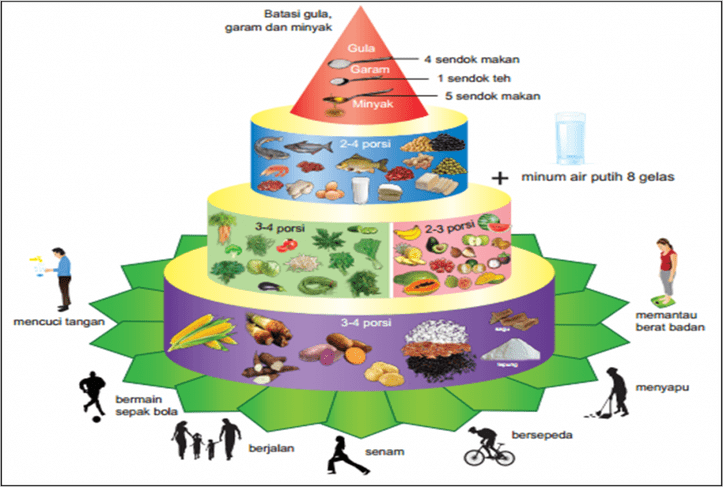 Batasi gula,
garam dan minyak
Gula
4 sendok makan
Garam
1 sendok teh
5 sendok makan
Minyak
2-4 porsi
+ minum air putih 8 gelas
3-4 porsi
2-3 porsi
mencuci tangan
memantau
berat badan
3-4 porsi
sagu
tepung
bermain
sepak bola
menyapu
berjalan
senam
bersepeda